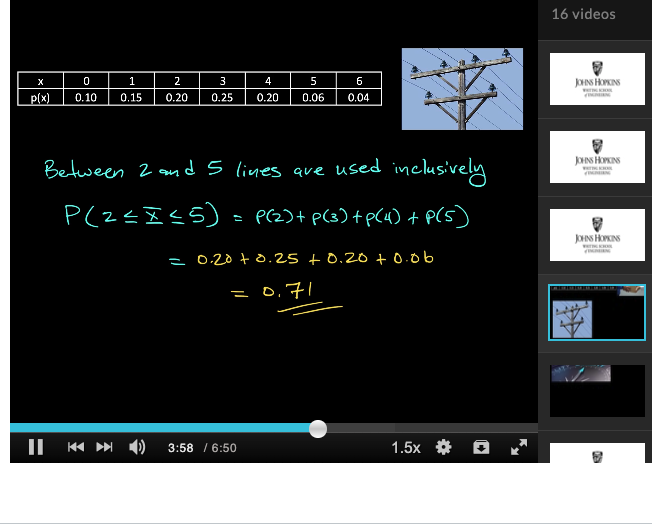 16 videos
x 0 1 2 3 4 5 6
p(x) 0.10 0.15 0.20 0.25 0.20 0.06 0.04
Between 2 and 5 lines are used inclusively
P(2 ≤ X ≤ 5) = P(2) + P(3) + P(4) + P(5)
= 0.20 + 0.25 + 0.20 + 0.06
= 0.71
JOHNS HOPKINS
WHITING SCHOOL
of ENGINEERING
JOHNS HOPKINS
WHITING SCHOOL
of ENGINEERING
JOHNS HOPKINS
WHITING SCHOOL
of ENGINEERING
3:58 / 6:50
1.5x